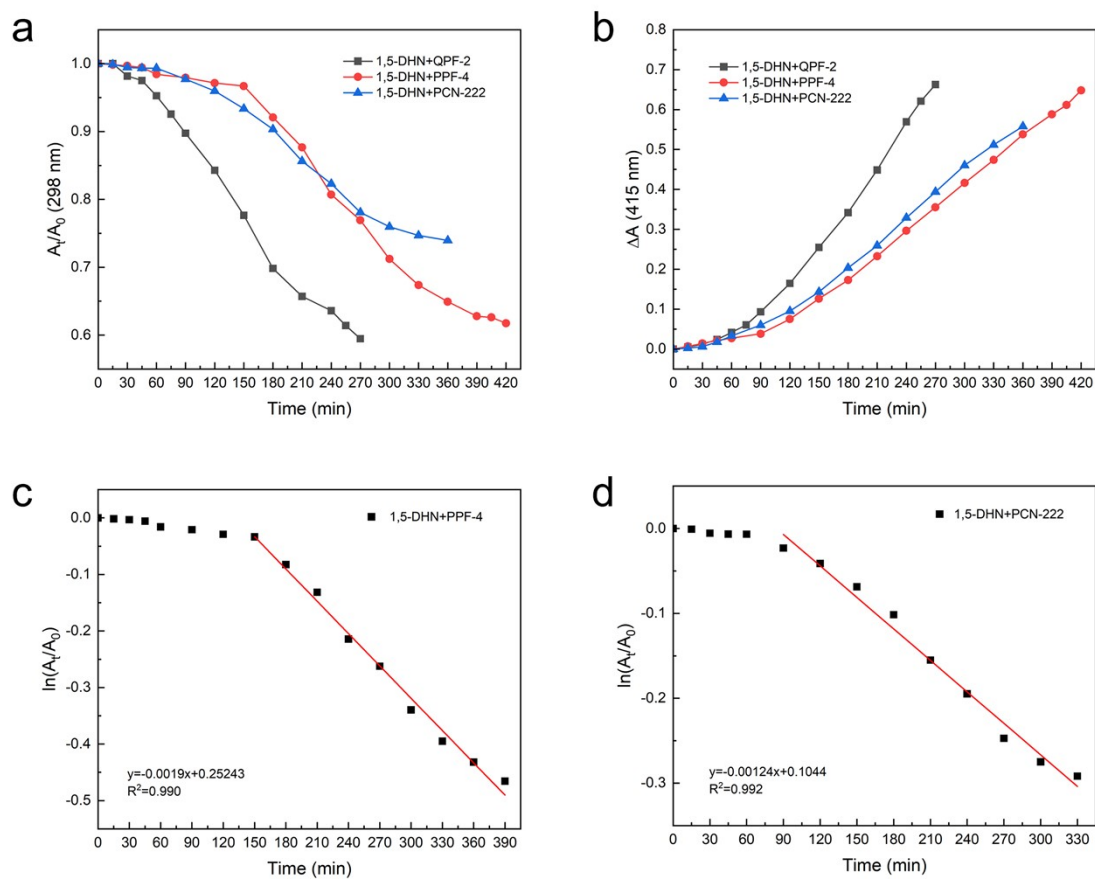 a
1,5-DHN+QPF-2
1,5-DHN+PPF-4
1,5-DHN+PCN-222
1.0
0.9
0.8
0.7
0.6
Aₜ/A₀ (298 nm)
0 30 60 90 120 150 180 210 240 270 300 330 360 390 420
Time (min)
b
1,5-DHN+QPF-2
1,5-DHN+PPF-4
1,5-DHN+PCN-222
0.8
0.7
0.6
0.5
0.4
0.3
0.2
0.1
0.0
ΔA (415 nm)
0 30 60 90 120 150 180 210 240 270 300 330 360 390 420
Time (min)
c
1,5-DHN+PPF-4
0.0
-0.1
-0.2
-0.3
-0.4
-0.5
ln(Aₜ/A₀)
y=-0.0019x+0.25243
R²=0.990
0 30 60 90 120 150 180 210 240 270 300 330 360 390
Time (min)
d
1,5-DHN+PCN-222
0.0
-0.1
-0.2
-0.3
ln(Aₜ/A₀)
y=-0.00124x+0.1044
R²=0.992
0 30 60 90 120 150 180 210 240 270 300 330
Time (min)